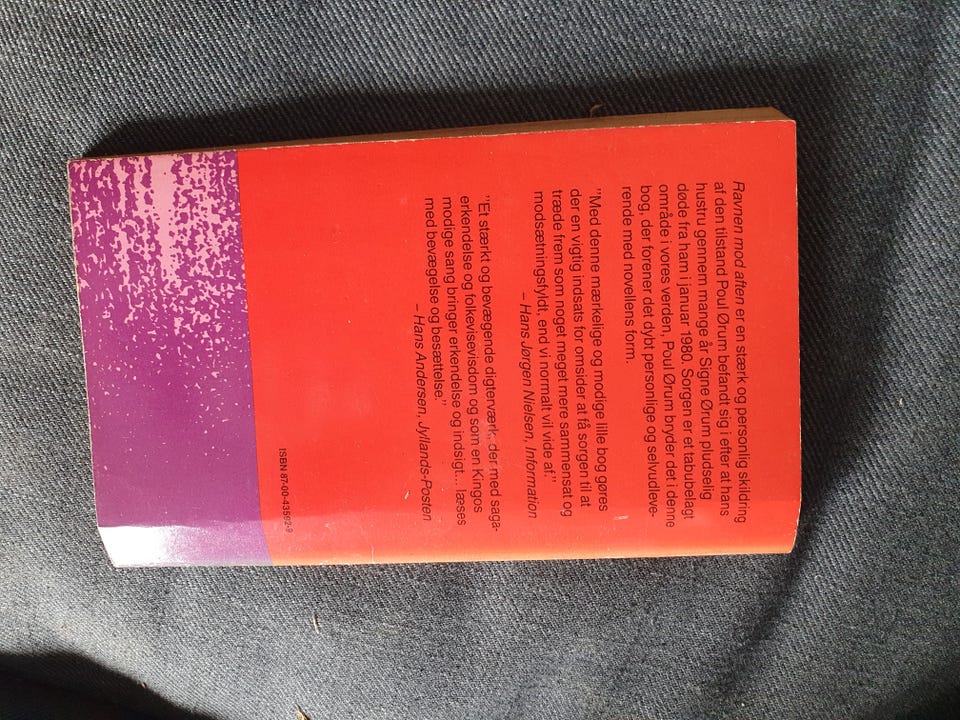 Ravnen mod aften er en stærk og personlig skildring
af den tilstand Poul Ørum befandt sig i efter at hans
hustru gennem mange år Signe Ørum pludselig
døde fra ham i januar 1980. Sorgen er et tabubelagt
område i vores verden, Poul Ørum bryder det i denne
bog, der forener det dybt personlige og selvudleve-
rende med novellens form.
"Med denne mærkelige og modige lille bog gøres
der en vigtig indsats for omsider at få sorgen til at
træde frem som noget meget mere sammensat og
modsætningsfyldt, end vi normalt vil vide af."
– Hans Jørgen Nielsen, Information
"Et stærkt og bevægende digterværk, der med saga-
erkendelse og folkevisevisdom og som en Kingos
modige sang bringer erkendelse og indsigt... læses
med bevægelse og besættelse."
– Hans Andersen, Jyllands-Posten
ISBN 87-00-43592-9